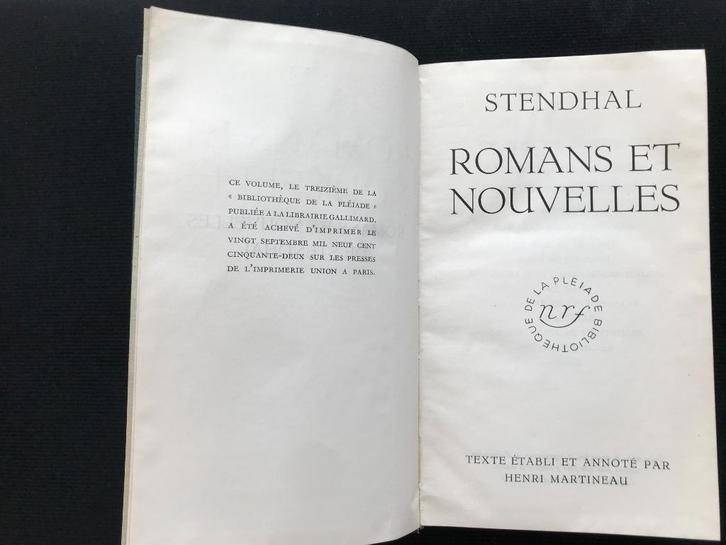 CE VOLUME, LE TREIZIÈME DE LA
« BIBLIOTHÈQUE DE LA PLÉIADE »
PUBLIÉE A LA LIBRAIRIE GALLIMARD,
A ÉTÉ ACHEVÉ D'IMPRIMER LE
VINGT SEPTEMBRE MIL NEUF CENT
CINQUANTE-DEUX SUR LES PRESSES
DE L'IMPRIMERIE UNION A PARIS.
STENDHAL
ROMANS ET
NOUVELLES
BIBLIOTHEQUE DE LA PLEIADE
nrf
TEXTE ÉTABLI ET ANNOTÉ PAR
HENRI MARTINEAU